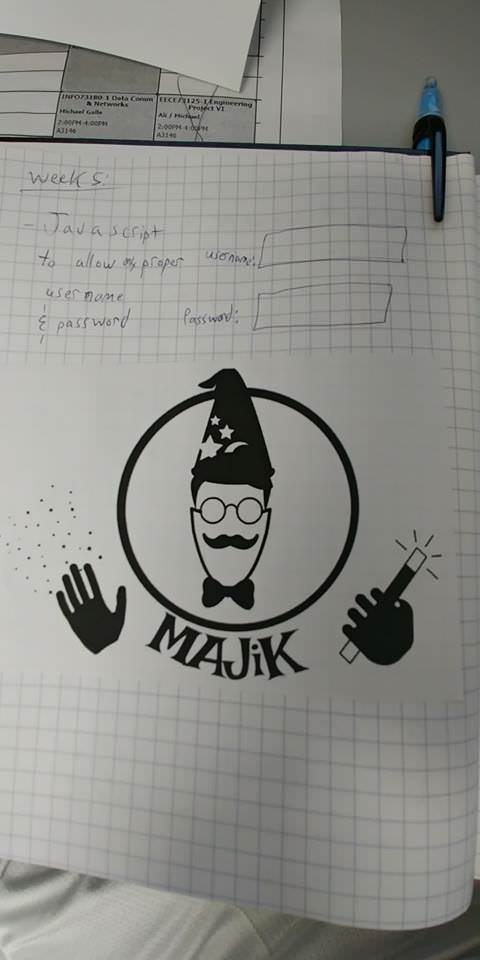 INFO73180-1 Data Comm
& Networks
Michael Galle
2:00PM-4:00PM
A3146
EECE73125-1 Engineering
Project VI
Ali / Michael
2:00PM-4:00PM
A3146
Week 5:
- Javascript
to allow proper
username
& password
username:
Password:
MAJiK